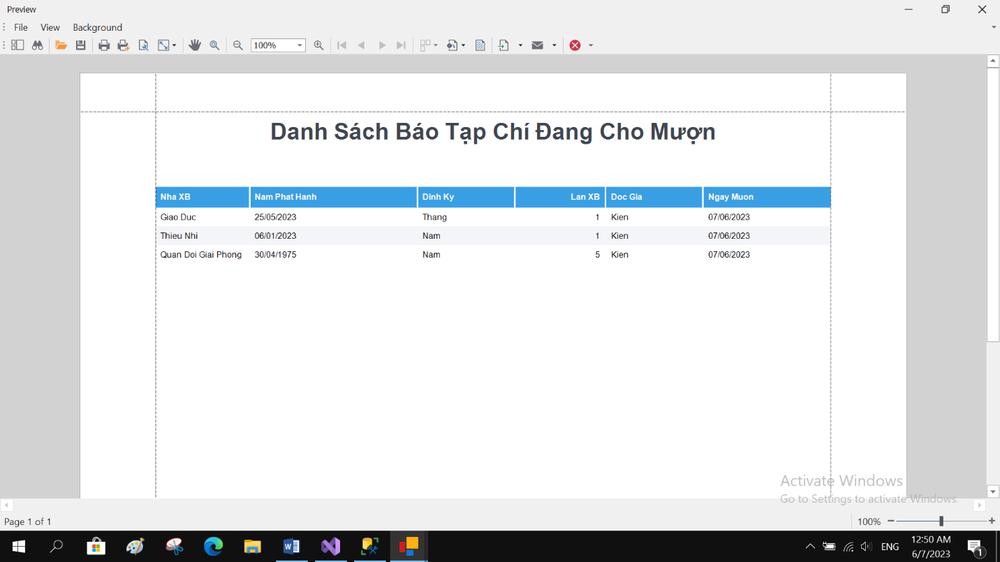 Preview
File View Background
100%
Danh Sách Báo Tạp Chí Đang Cho Mượn
Nha XB Nam Phat Hanh Dinh Ky Lan XB Doc Gia Ngay Muon
Giao Duc 25/05/2023 Thang 1 Kien 07/06/2023
Thieu Nhi 06/01/2023 Nam 1 Kien 07/06/2023
Quan Doi Giai Phong 30/04/1975 Nam 5 Kien 07/06/2023
Activate Windows
Go to Settings to activate Windows.
Page 1 of 1 100%
W ENG 12:50 AM
6/7/2023 1